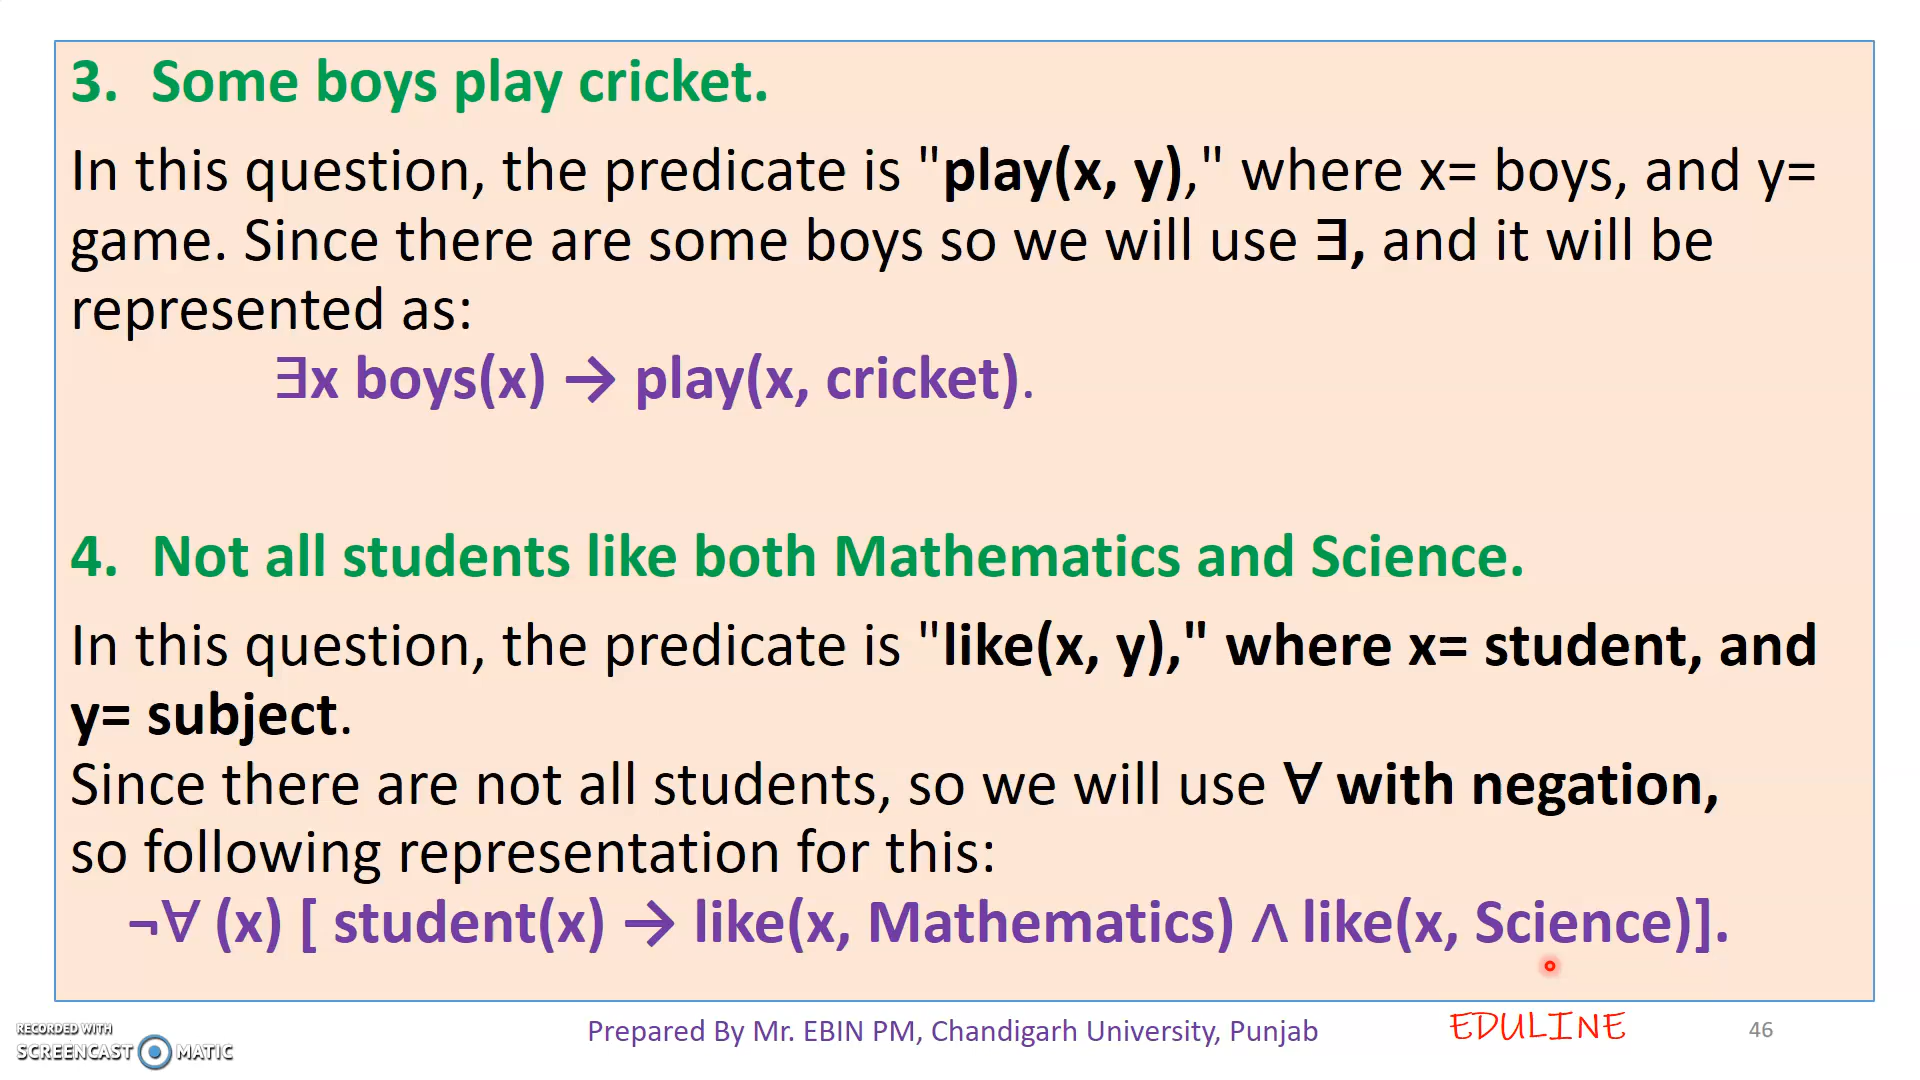 3. Some boys play cricket.
In this question, the predicate is "play(x, y)," where x= boys, and y=
game. Since there are some boys so we will use ∃, and it will be
represented as:
∃x boys(x) → play(x, cricket).
4. Not all students like both Mathematics and Science.
In this question, the predicate is "like(x, y)," where x= student, and
y= subject.
Since there are not all students, so we will use ∀ with negation,
so following representation for this:
¬∀ (x) [ student(x) → like(x, Mathematics) ∧ like(x, Science)].
RECORDED WITH
SCREENCAST MATIC
Prepared By Mr. EBIN PM, Chandigarh University, Punjab
EDULINE
46